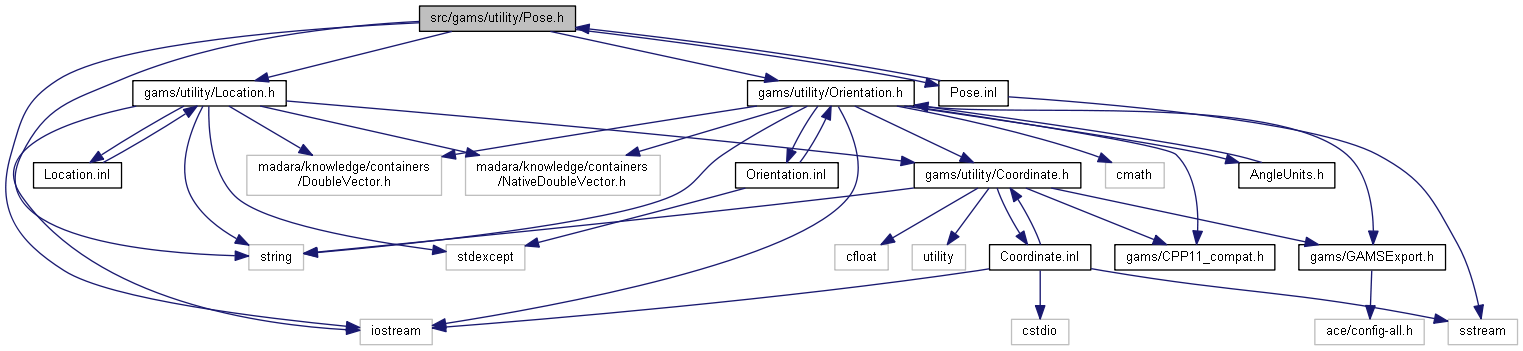 src/gams/utility/Pose.h
gams/utility/Location.h
gams/utility/Orientation.h
Pose.inl
Location.inl
madara/knowledge/containers
/DoubleVector.h
madara/knowledge/containers
/NativeDoubleVector.h
Orientation.inl
gams/utility/Coordinate.h
cmath
AngleUnits.h
string
stdexcept
cfloat
utility
Coordinate.inl
gams/CPP11_compat.h
gams/GAMSExport.h
iostream
cstdio
ace/config-all.h
sstream